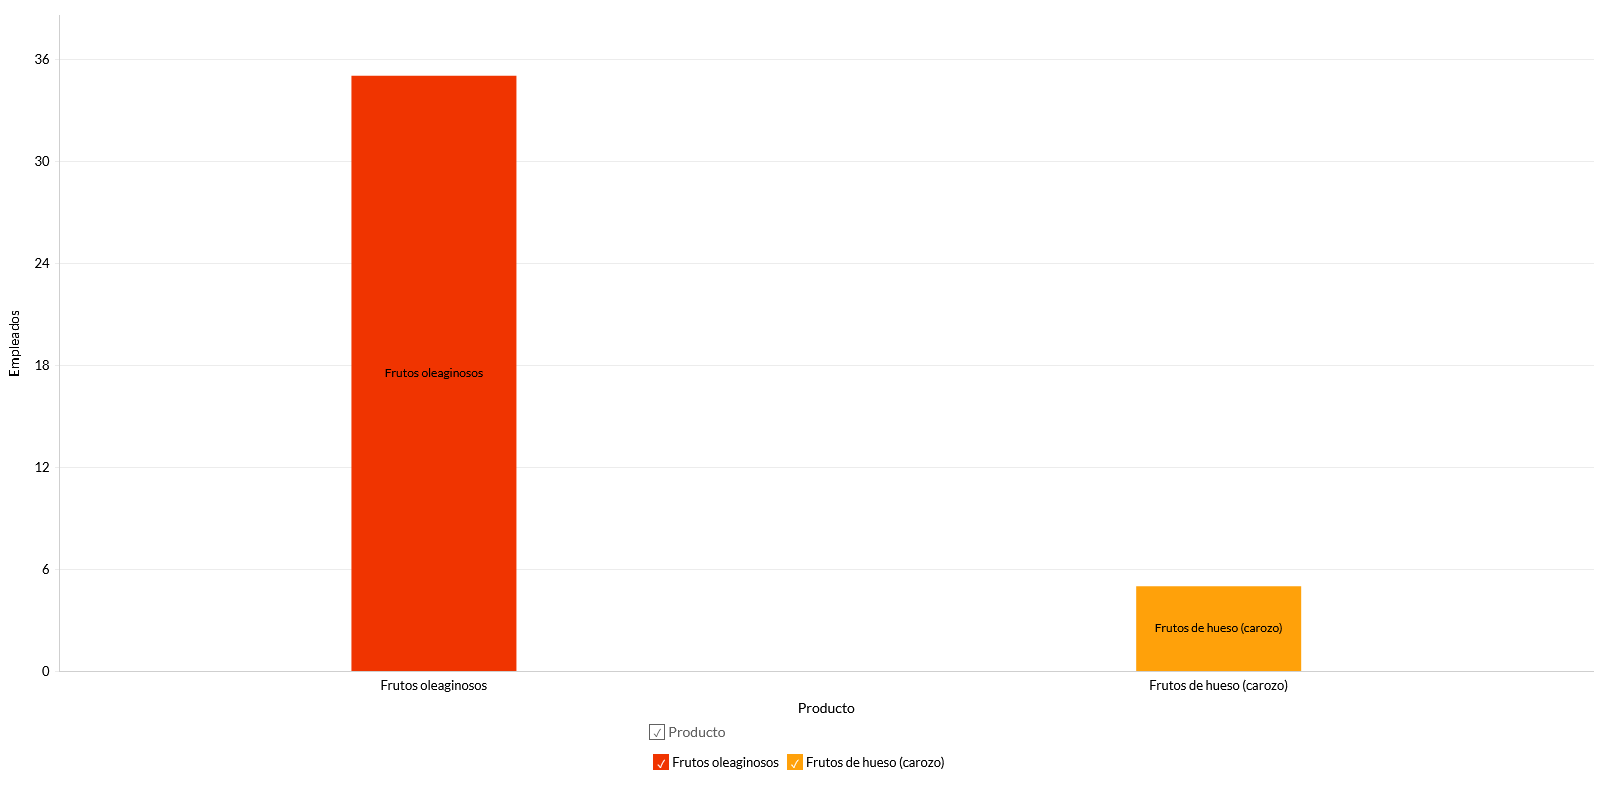 36
30
24
18
12
6
0
Empleados
Frutos oleaginosos
Frutos de hueso (carozo)
Frutos oleaginosos
Frutos de hueso (carozo)
Producto
✓ Producto
✓ Frutos oleaginosos ✓ Frutos de hueso (carozo)